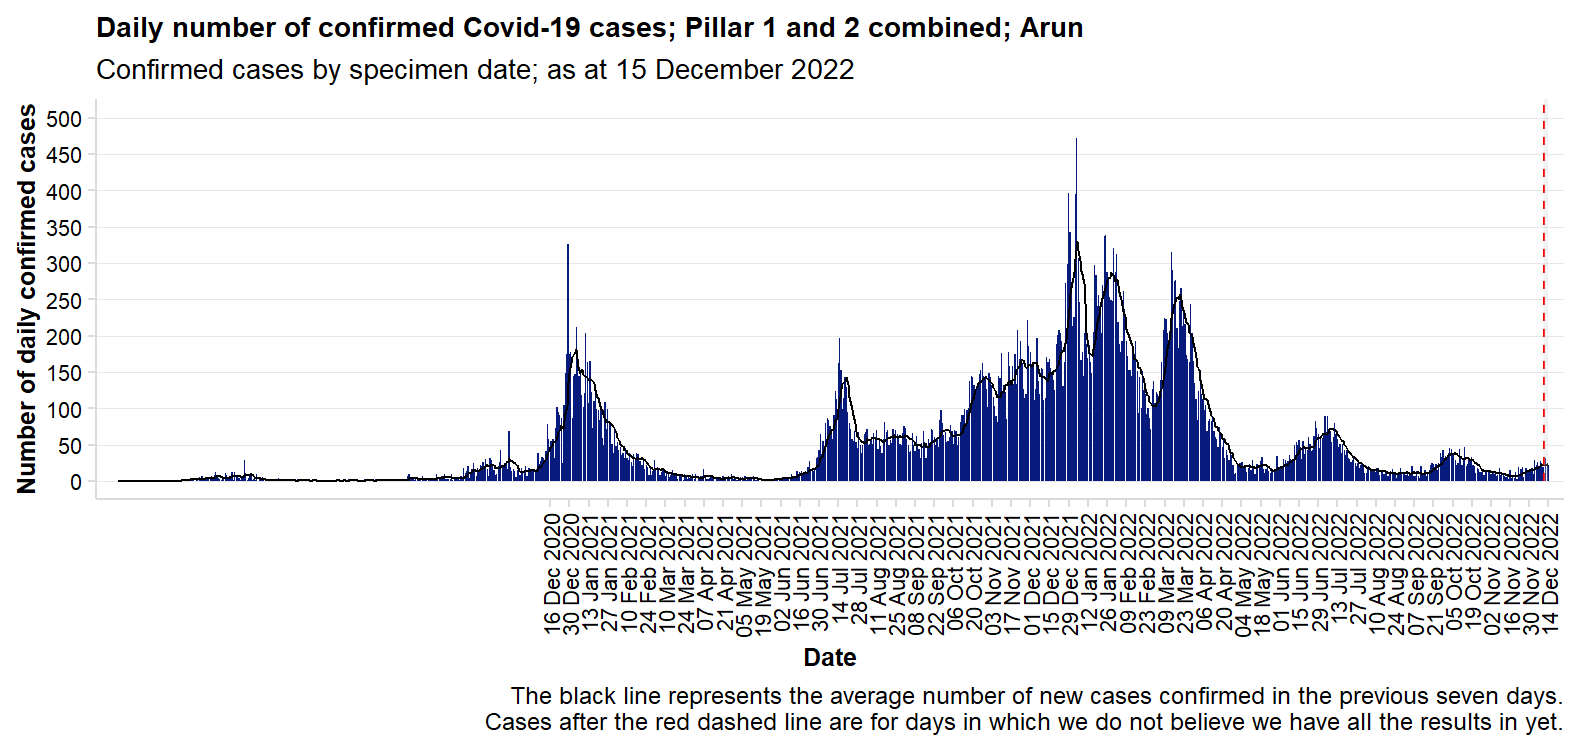 Daily number of confirmed Covid-19 cases; Pillar 1 and 2 combined; Arun
Confirmed cases by specimen date; as at 15 December 2022
Number of daily confirmed cases
500
450
400
350
300
250
200
150
100
50
0
16 Dec 2020
30 Dec 2020
13 Jan 2021
27 Jan 2021
10 Feb 2021
24 Feb 2021
10 Mar 2021
24 Mar 2021
07 Apr 2021
21 Apr 2021
05 May 2021
19 May 2021
02 Jun 2021
16 Jun 2021
30 Jun 2021
14 Jul 2021
28 Jul 2021
11 Aug 2021
25 Aug 2021
08 Sep 2021
22 Sep 2021
06 Oct 2021
20 Oct 2021
03 Nov 2021
17 Nov 2021
01 Dec 2021
15 Dec 2021
29 Dec 2021
12 Jan 2022
26 Jan 2022
09 Feb 2022
23 Feb 2022
09 Mar 2022
23 Mar 2022
06 Apr 2022
20 Apr 2022
04 May 2022
18 May 2022
01 Jun 2022
15 Jun 2022
29 Jun 2022
13 Jul 2022
27 Jul 2022
10 Aug 2022
24 Aug 2022
07 Sep 2022
21 Sep 2022
05 Oct 2022
19 Oct 2022
02 Nov 2022
16 Nov 2022
30 Nov 2022
14 Dec 2022
Date
The black line represents the average number of new cases confirmed in the previous seven days.
Cases after the red dashed line are for days in which we do not believe we have all the results in yet.